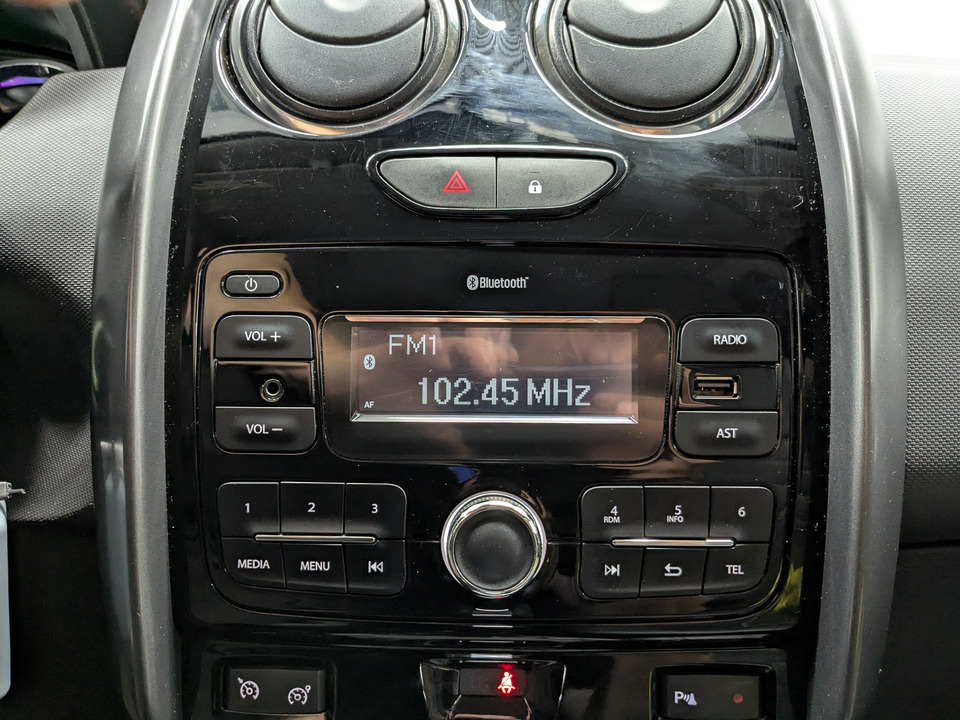 Bluetooth™
VOL +
FM1
RADIO
AF
102.45 MHz
VOL −
AST
1
2
3
4
RDM
5
INFO
6
MEDIA
MENU
TEL
P